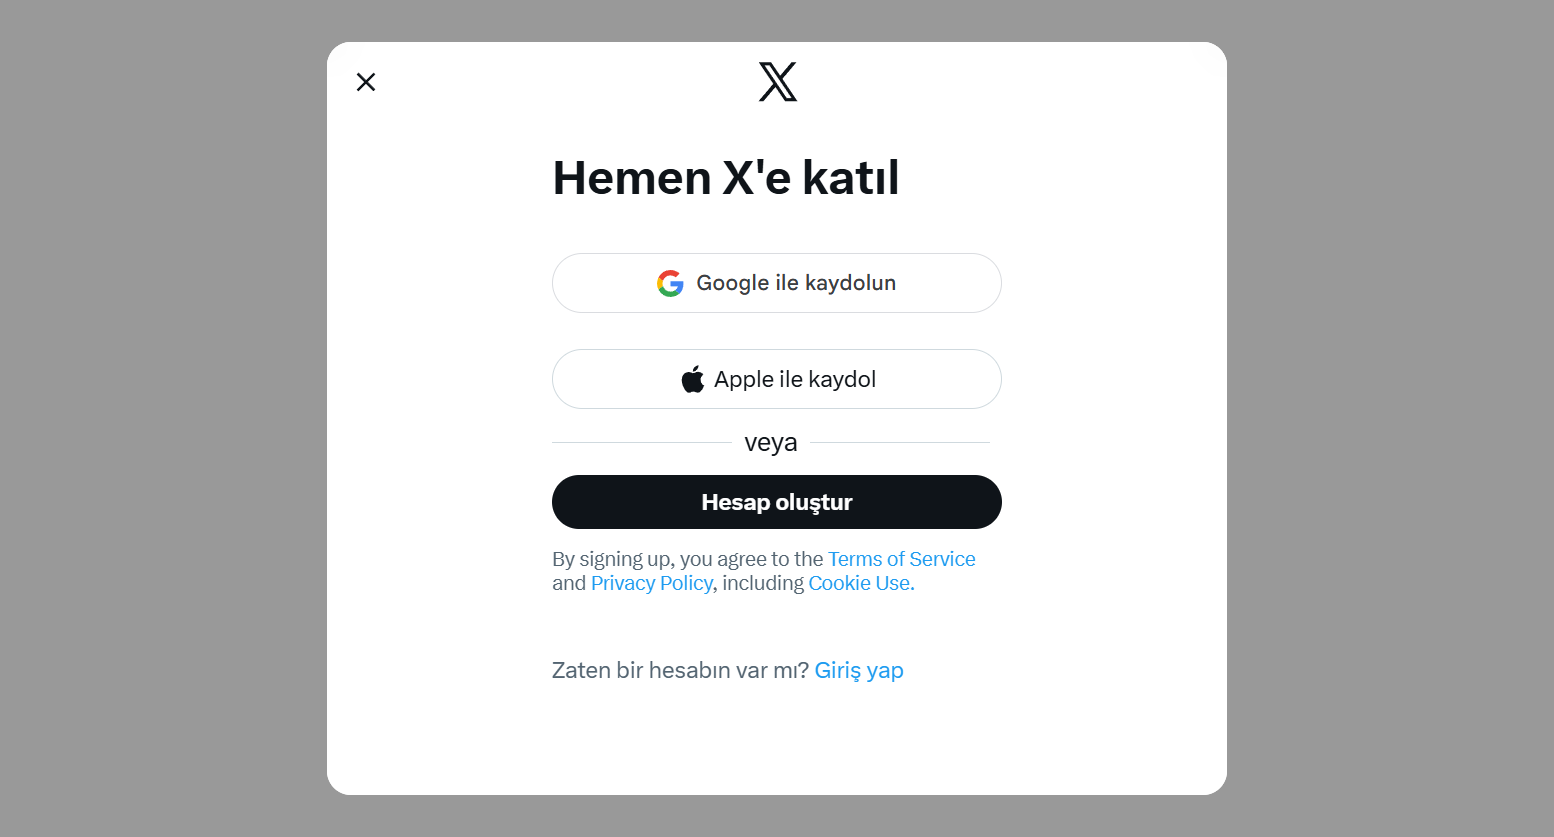 Hemen X'e katıl
Google ile kaydolun
Apple ile kaydol
veya
Hesap oluştur
By signing up, you agree to the Terms of Service
and Privacy Policy, including Cookie Use.
Zaten bir hesabın var mı? Giriş yap